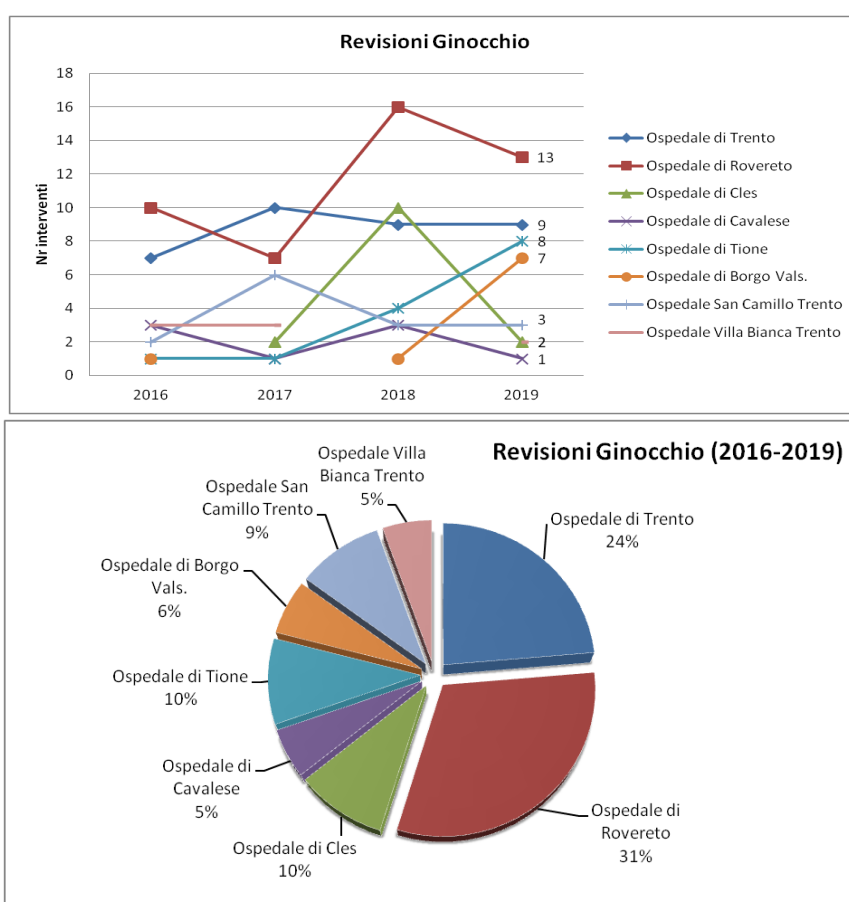 Revisioni Ginocchio
Nr interventi
18
16
14
12
10
8
6
4
2
0
2016
2017
2018
2019
13
9
8
7
3
2
1
Ospedale di Trento
Ospedale di Rovereto
Ospedale di Cles
Ospedale di Cavalese
Ospedale di Tione
Ospedale di Borgo Vals.
Ospedale San Camillo Trento
Ospedale Villa Bianca Trento
Revisioni Ginocchio (2016-2019)
Ospedale Villa
Bianca Trento
5%
Ospedale San
Camillo Trento
9%
Ospedale di Borgo
Vals.
6%
Ospedale di Tione
10%
Ospedale di
Cavalese
5%
Ospedale di Cles
10%
Ospedale di Trento
24%
Ospedale di
Rovereto
31%